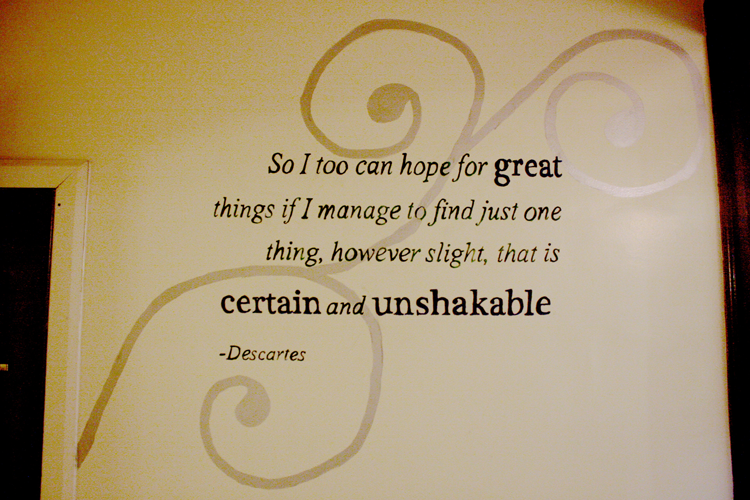 So I too can hope for great
things if I manage to find just one
thing, however slight, that is
certain and unshakable
-Descartes